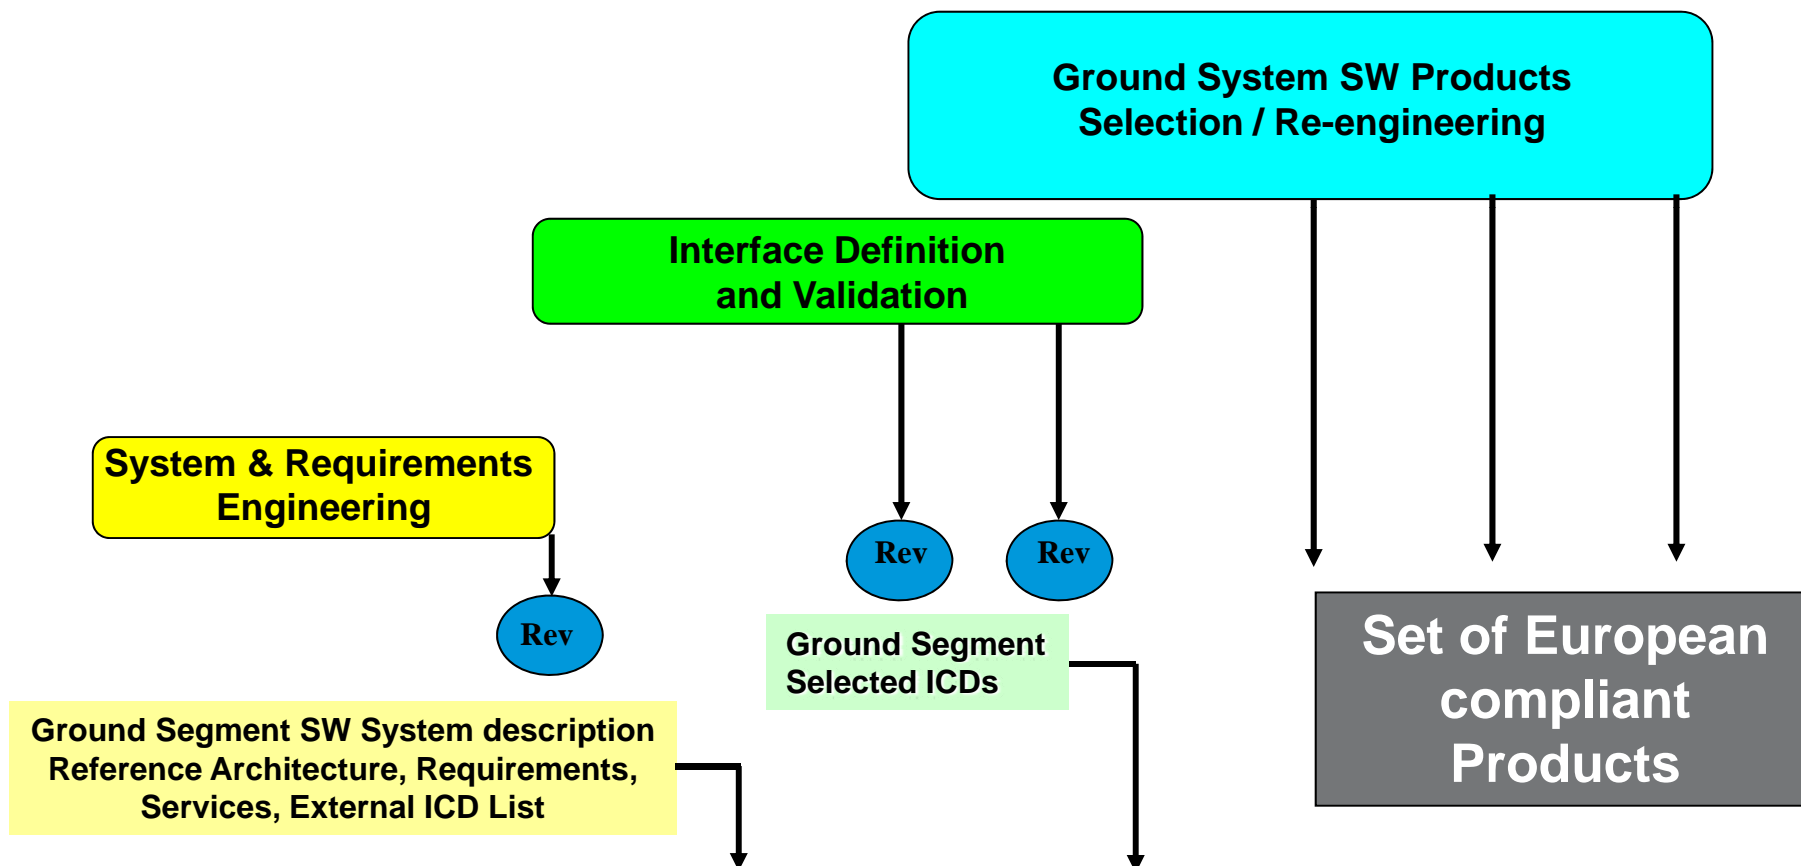 Ground System SW Products
Selection / Re-engineering
Interface Definition
and Validation
System & Requirements
Engineering
Rev
Rev
Rev
Ground Segment
Selected ICDs
Set of European
compliant
Products
Ground Segment SW System description
Reference Architecture, Requirements,
Services, External ICD List